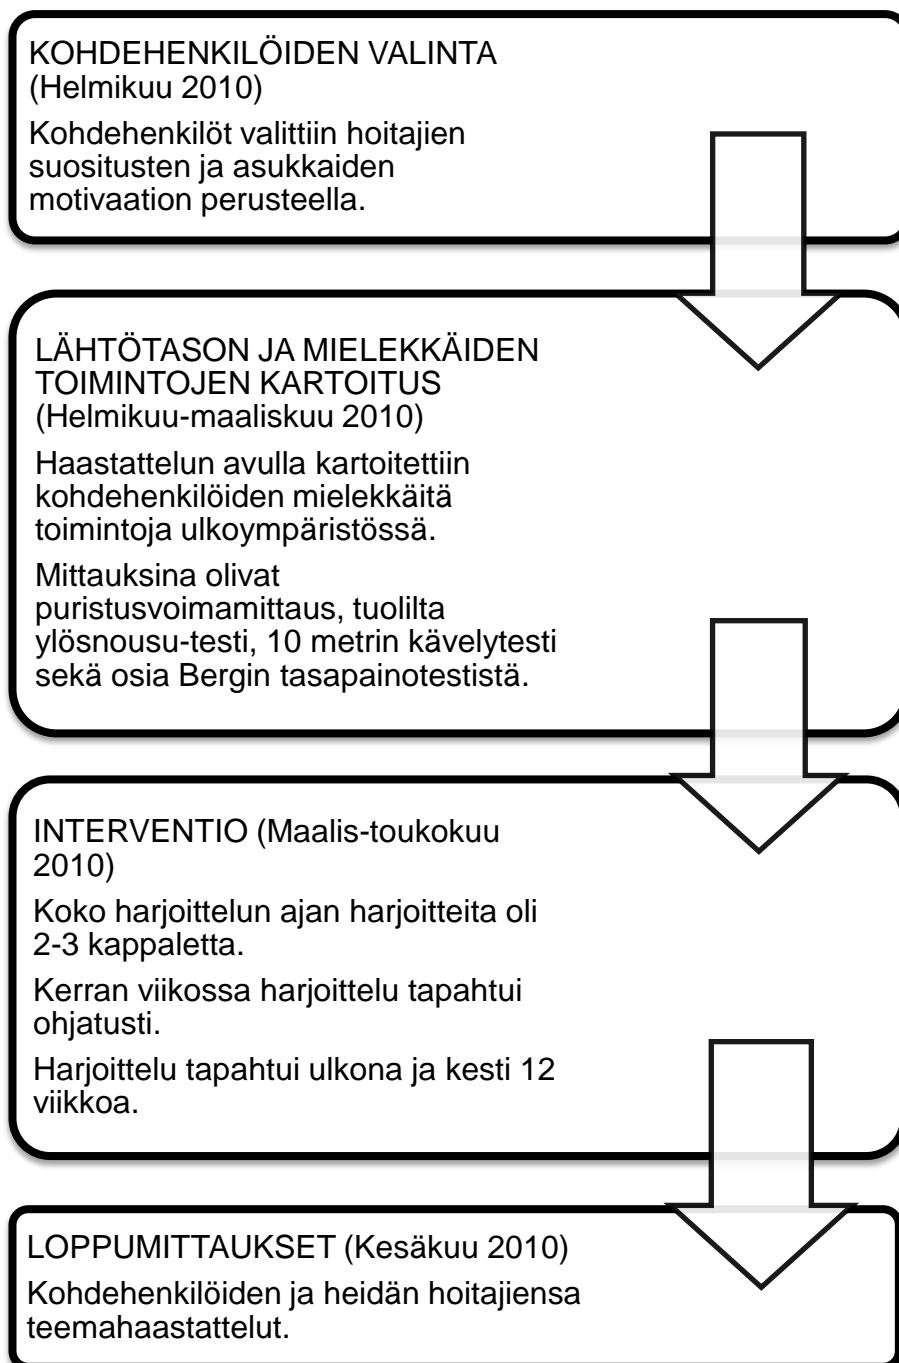 KOHDEHENKILÖIDEN VALINTA
(Helmikuu 2010)
Kohdehenkilöt valittiin hoitajien
suositusten ja asukkaiden
motivaation perusteella.
LÄHTÖTASON JA MIELEKKÄIDEN
TOIMINTOJEN KARTOITUS
(Helmikuu-maaliskuu 2010)
Haastattelun avulla kartoitettiin
kohdehenkilöiden mielekkäitä
toimintoja ulkoympäristössä.
Mittauksina olivat
puristusvoimamittaus, tuolilta
ylösnousu-testi, 10 metrin kävelytesti
sekä osia Bergin tasapainotestistä.
INTERVENTIO (Maalis-toukokuu
2010)
Koko harjoittelun ajan harjoitteita oli
2-3 kappaletta.
Kerran viikossa harjoittelu tapahtui
ohjatusti.
Harjoittelu tapahtui ulkona ja kesti 12
viikkoa.
LOPPUMITTAUKSET (Kesäkuu 2010)
Kohdehenkilöiden ja heidän hoitajiensa
teemahaastattelut.